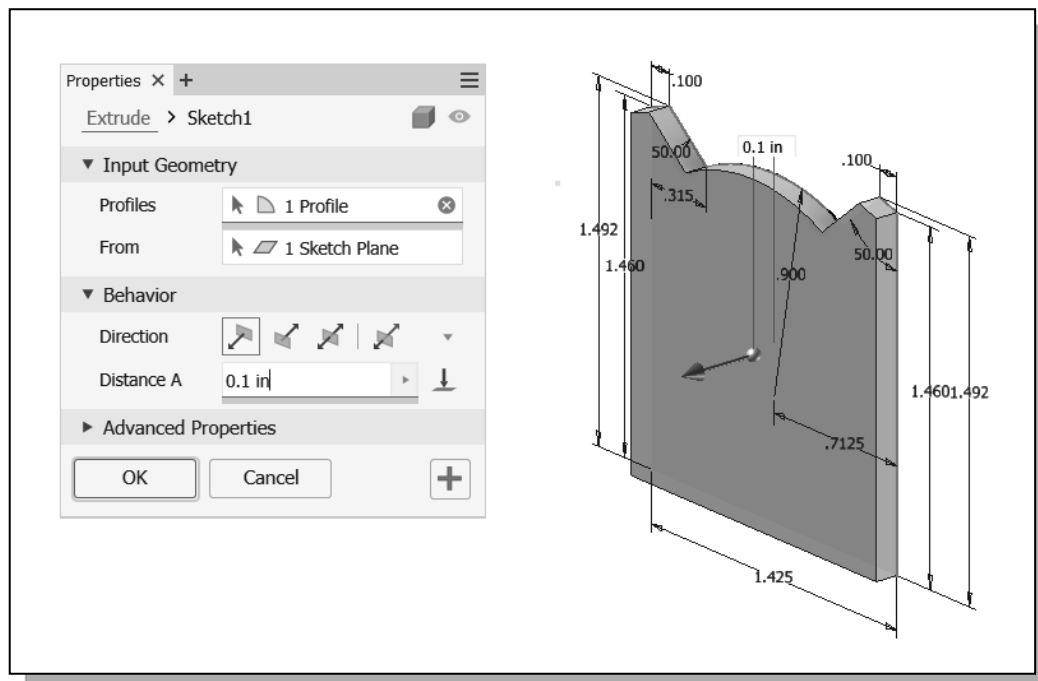 Properties × +
Extrude > Sketch1
▼ Input Geometry
Profiles 1 Profile
From 1 Sketch Plane
▼ Behavior
Direction
Distance A 0.1 in
▶ Advanced Properties
OK Cancel +
.100
50.00
0.1 in
.100
.315
1.492
1.460
50.00
.900
1.460
1.492
.7125
1.425